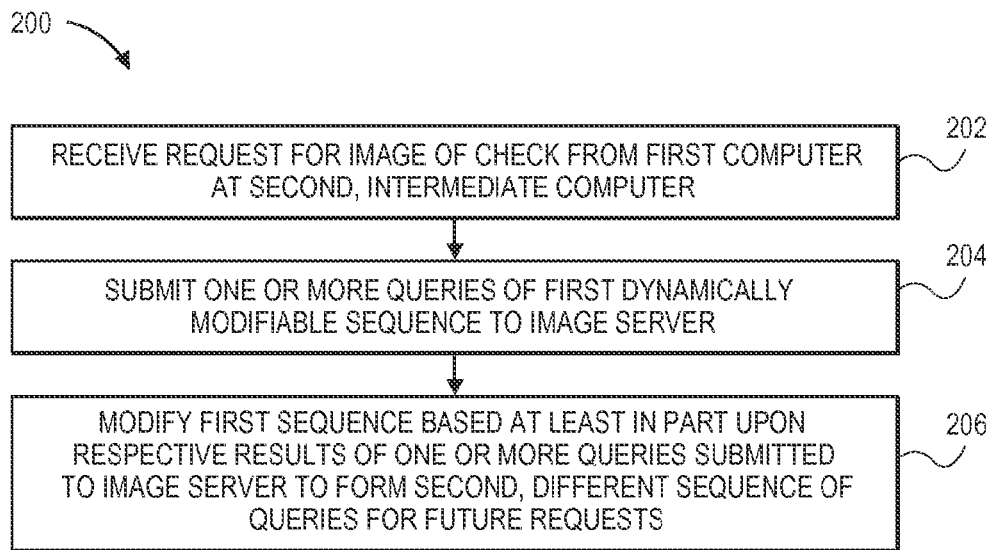 200
202
RECEIVE REQUEST FOR IMAGE OF CHECK FROM FIRST COMPUTER
AT SECOND, INTERMEDIATE COMPUTER
204
SUBMIT ONE OR MORE QUERIES OF FIRST DYNAMICALLY
MODIFIABLE SEQUENCE TO IMAGE SERVER
206
MODIFY FIRST SEQUENCE BASED AT LEAST IN PART UPON
RESPECTIVE RESULTS OF ONE OR MORE QUERIES SUBMITTED
TO IMAGE SERVER TO FORM SECOND, DIFFERENT SEQUENCE OF
QUERIES FOR FUTURE REQUESTS